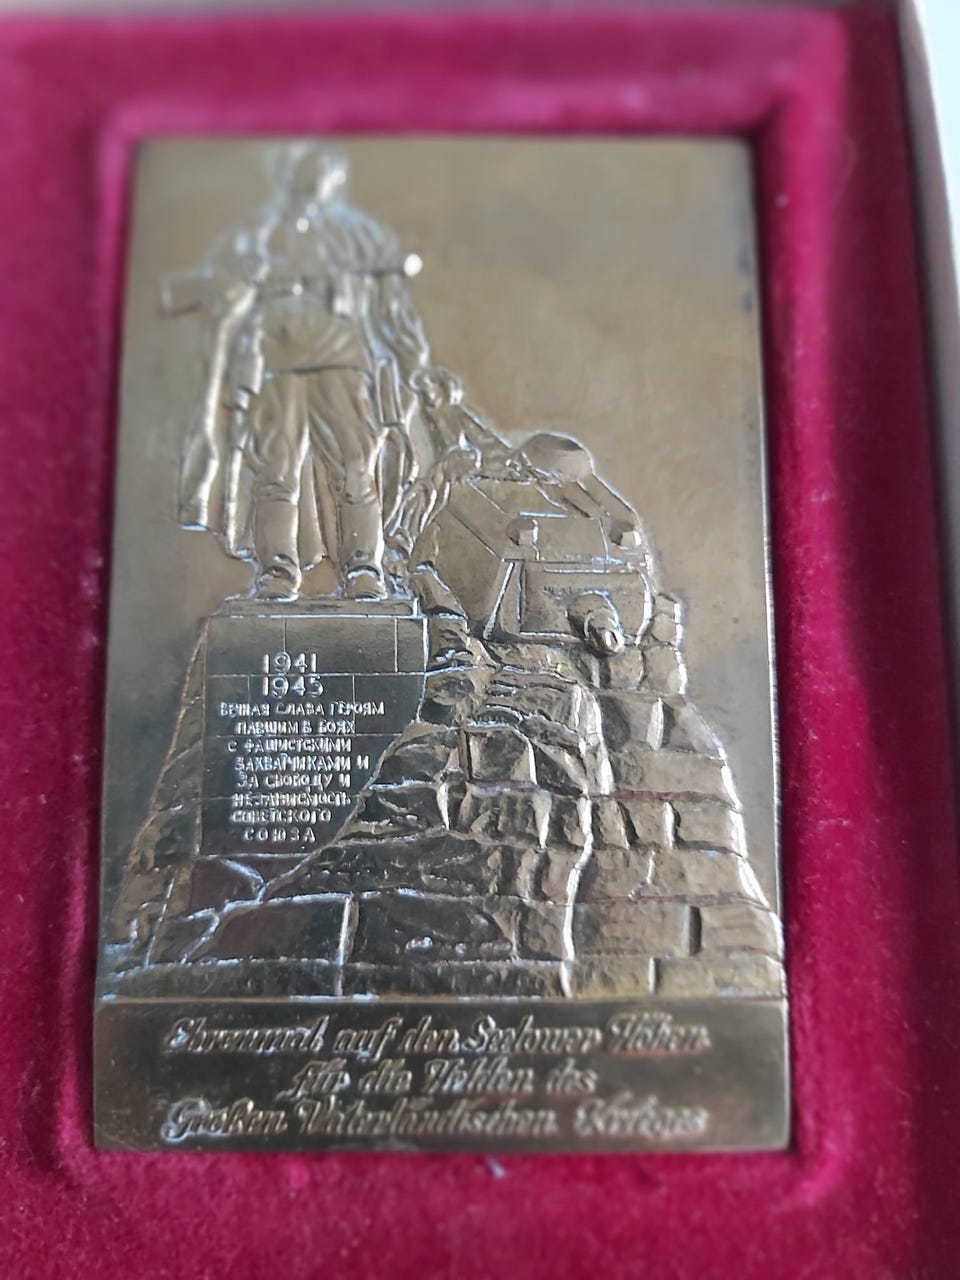 1941
1945
ВЕЧНАЯ СЛАВА ГЕРОЯМ
ПАВШИМ В БОЯХ
С ФАШИСТСКИМИ
ЗАХВАТЧИКАМИ И
ЗА СВОБОДУ И
НЕЗАВИСИМОСТЬ
СОВЕТСКОГО
СОЮЗА
Ehrenmal auf den Seelower Höhen
für die Helden des
Großen Vaterländischen Krieges